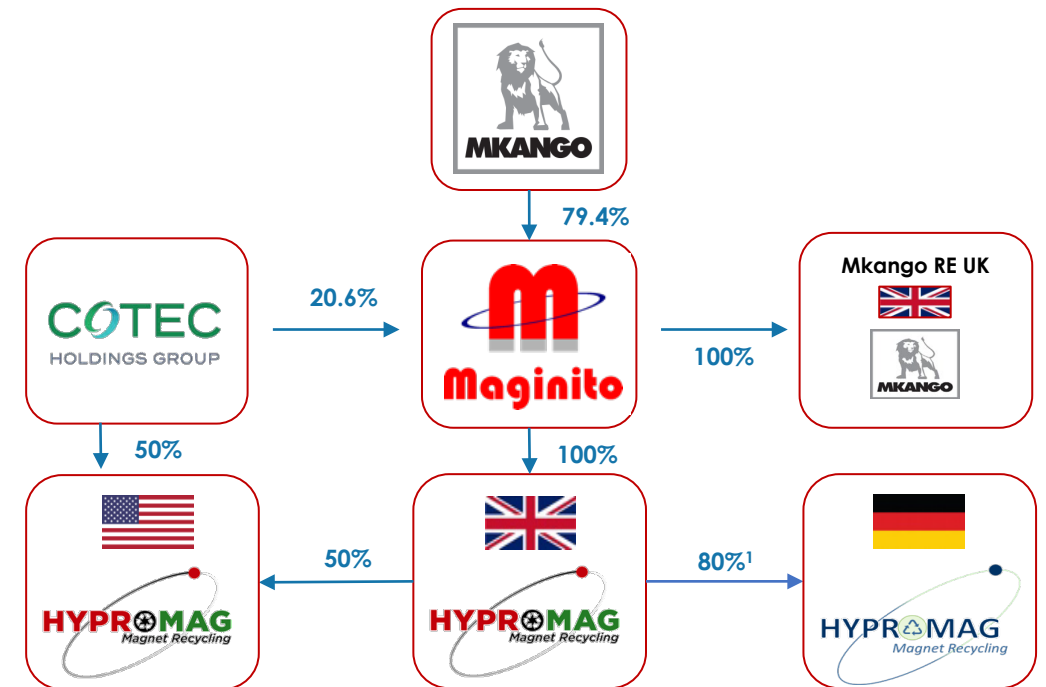 MKANGO
79.4%
COTEC
HOLDINGS GROUP
20.6%
Maginito
100%
Mkango RE UK
MKANGO
50%
100%
HYPROMAG
Magnet Recycling
50%
HYPROMAG
Magnet Recycling
80%¹
HYPROMAG
Magnet Recycling